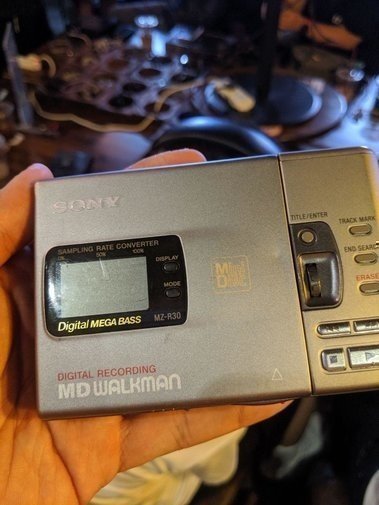 SONY
SAMPLING RATE CONVERTER
0% 50% 100%
DISPLAY
MODE
Digital MEGA BASS
MZ-R30
DIGITAL RECORDING
MD WALKMAN
TITLE/ENTER
TRACK MARK
END SEARC
ERASE